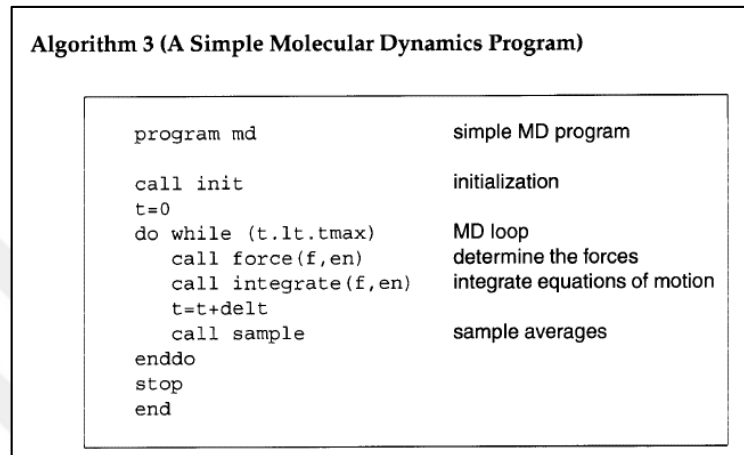 Algorithm 3 (A Simple Molecular Dynamics Program)
program md simple MD program
call init initialization
t=0
do while (t.lt.tmax) MD loop
call force(f,en) determine the forces
call integrate(f,en) integrate equations of motion
t=t+delt
call sample sample averages
enddo
stop
end